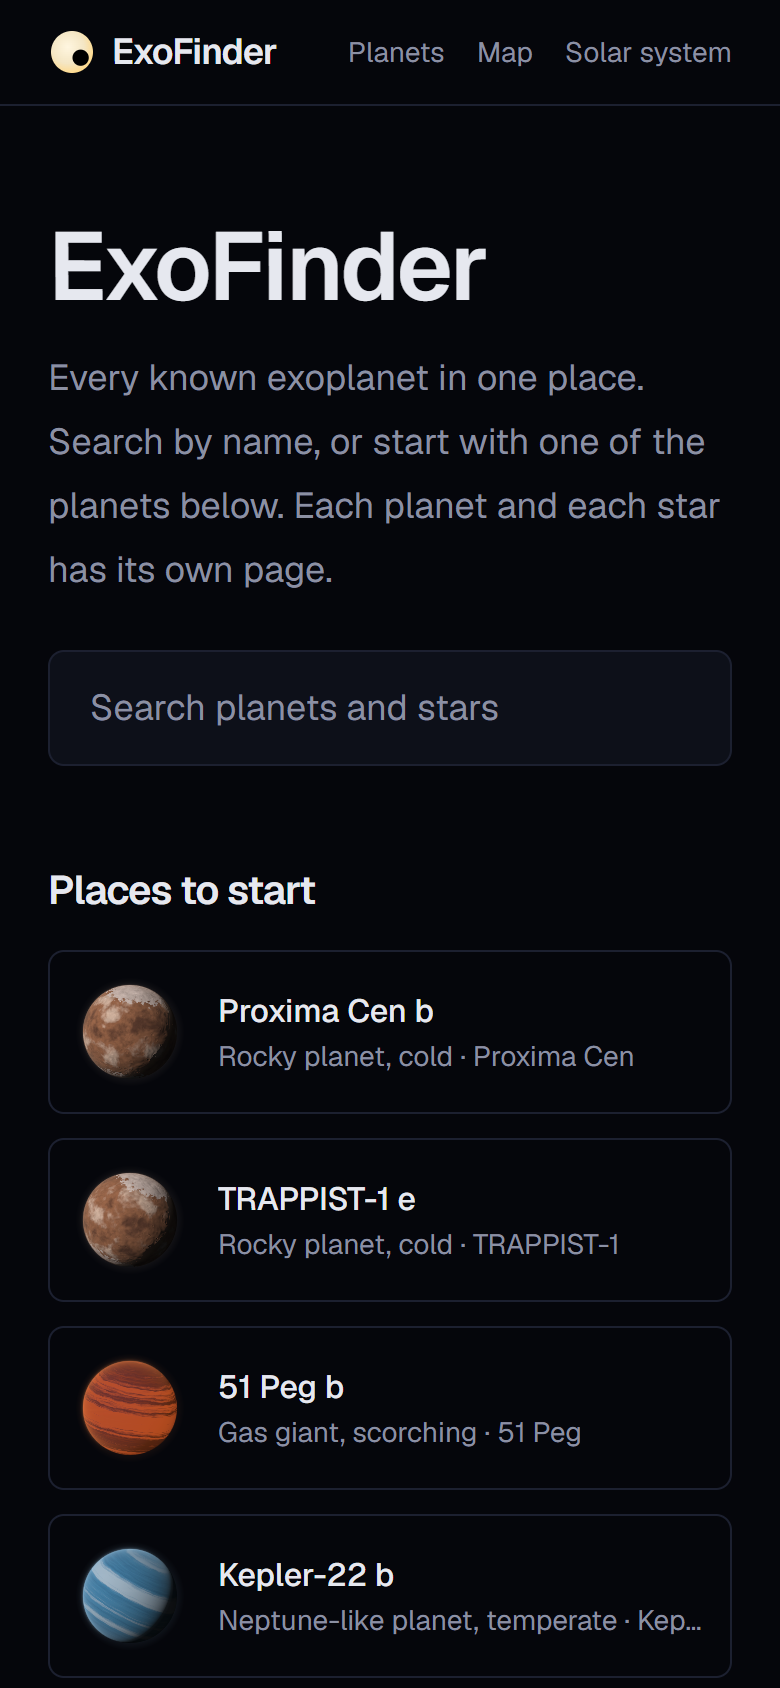 ExoFinder
Planets
Map
Solar system
ExoFinder
Every known exoplanet in one place.
Search by name, or start with one of the
planets below. Each planet and each star
has its own page.
Search planets and stars
Places to start
Proxima Cen b
Rocky planet, cold · Proxima Cen
TRAPPIST-1 e
Rocky planet, cold · TRAPPIST-1
51 Peg b
Gas giant, scorching · 51 Peg
Kepler-22 b
Neptune-like planet, temperate · Kep...